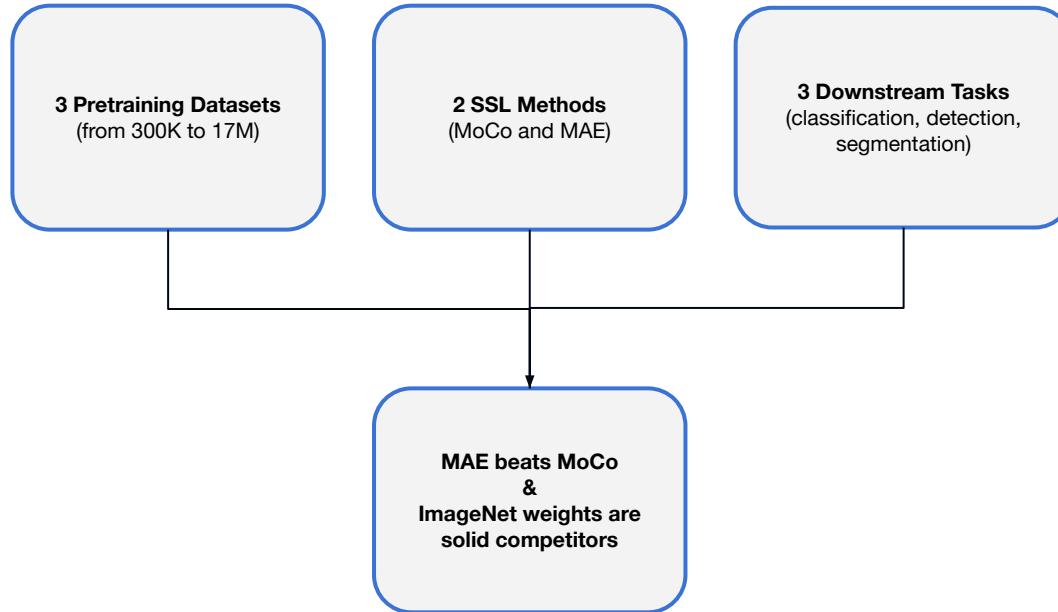 3 Pretraining Datasets
(from 300K to 17M)
2 SSL Methods
(MoCo and MAE)
3 Downstream Tasks
(classification, detection,
segmentation)
MAE beats MoCo
&
ImageNet weights are
solid competitors